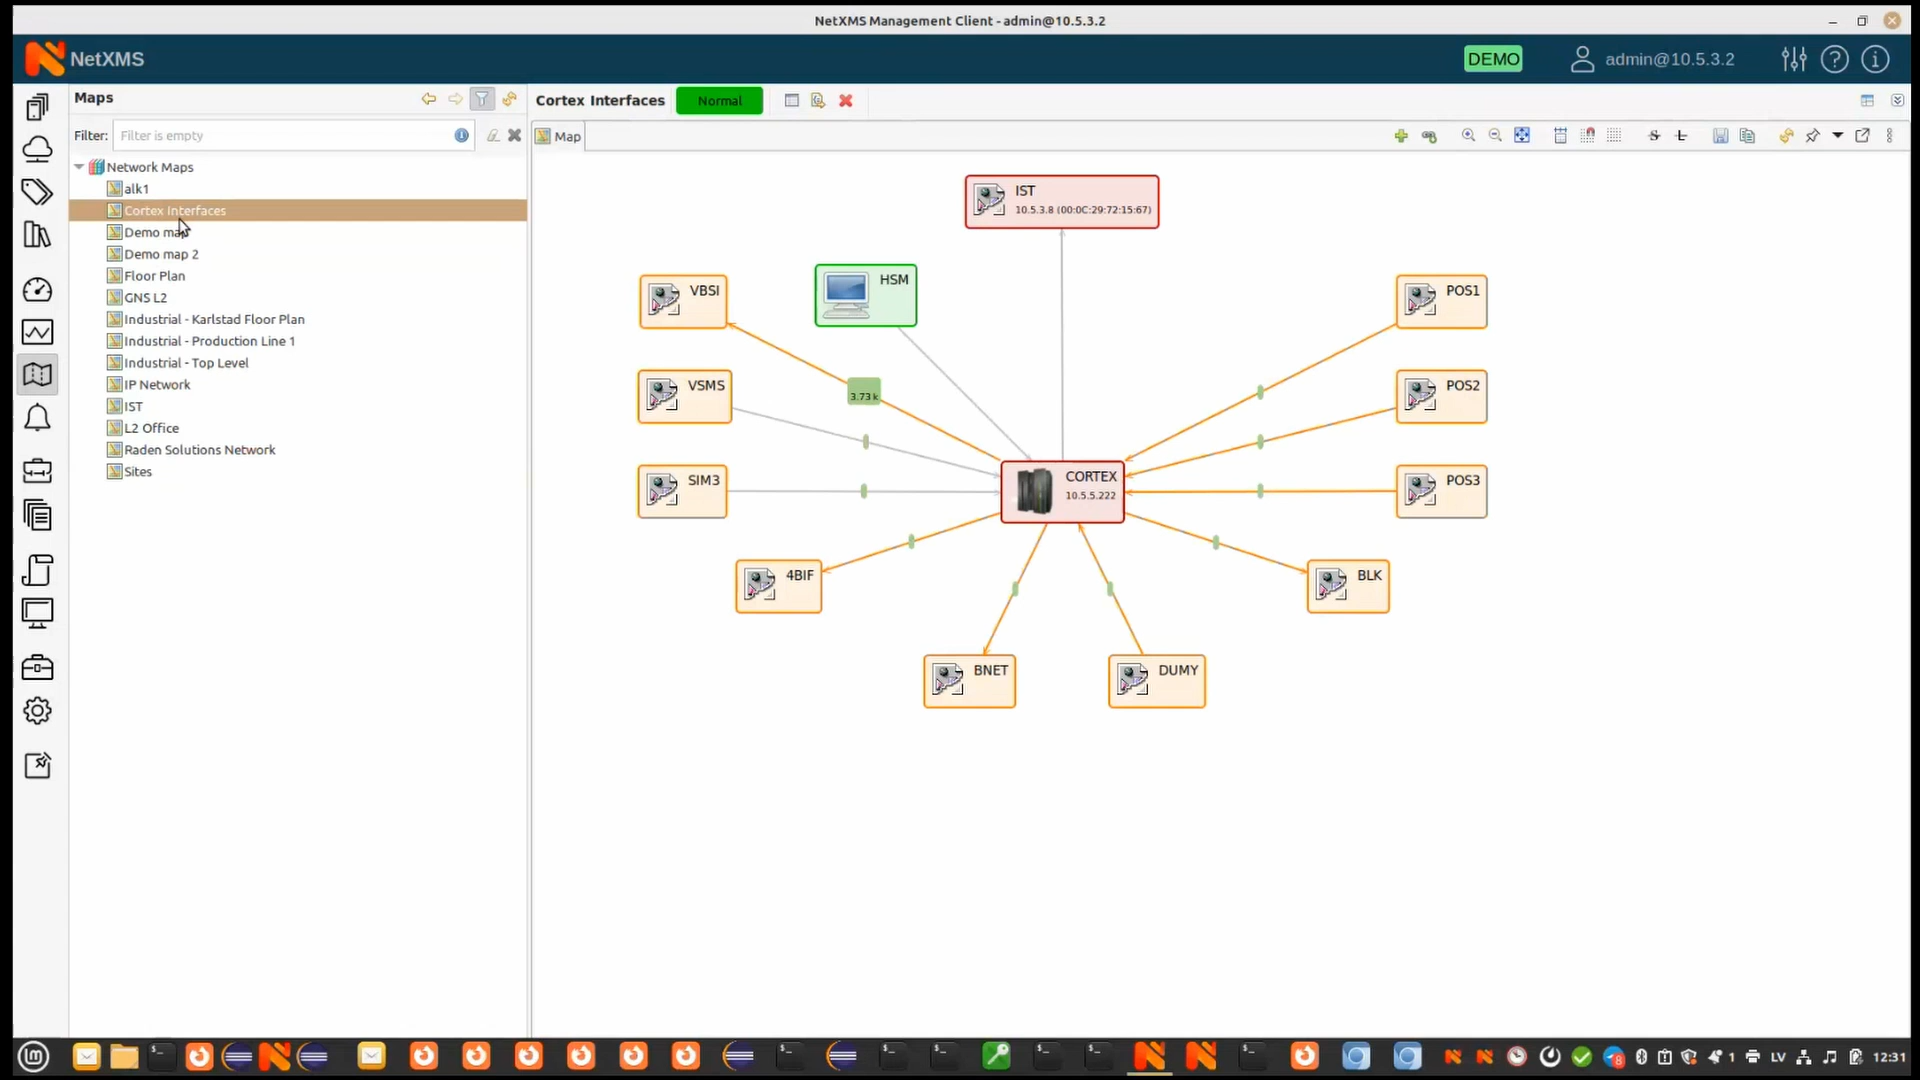 NetXMS Management Client - admin@10.5.3.2
NetXMS
DEMO
admin@10.5.3.2
Maps
Filter:
Filter is empty
Network Maps
alk1
Cortex Interfaces
Demo map
Demo map 2
Floor Plan
GNS L2
Industrial - Karlstad Floor Plan
Industrial - Production Line 1
Industrial - Top Level
IP Network
IST
L2 Office
Raden Solutions Network
Sites
Cortex Interfaces
Normal
Map
IST
10.5.3.8 (00:0C:29:72:15:67)
VBSI
HSM
POS1
VSMS
3.73 k
POS2
SIM3
CORTEX
10.5.5.222
POS3
4BIF
BLK
BNET
DUMY
8
1
LV
12:31